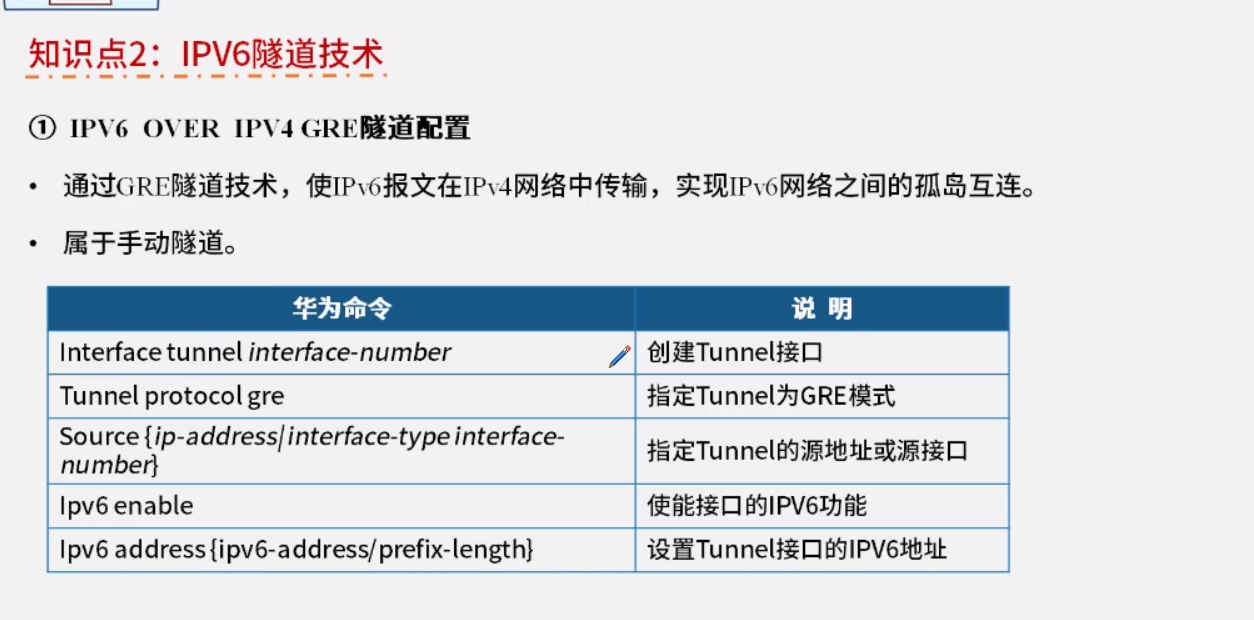 知识点2：IPV6隧道技术
① IPV6 OVER IPV4 GRE隧道配置
• 通过GRE隧道技术，使IPv6报文在IPv4网络中传输，实现IPv6网络之间的孤岛互连。
• 属于手动隧道。
华为命令 说 明
Interface tunnel interface-number 创建Tunnel接口
Tunnel protocol gre 指定Tunnel为GRE模式
Source {ip-address| interface-type interface-
number} 指定Tunnel的源地址或源接口
Ipv6 enable 使能接口的IPV6功能
Ipv6 address {ipv6-address/prefix-length} 设置Tunnel接口的IPV6地址